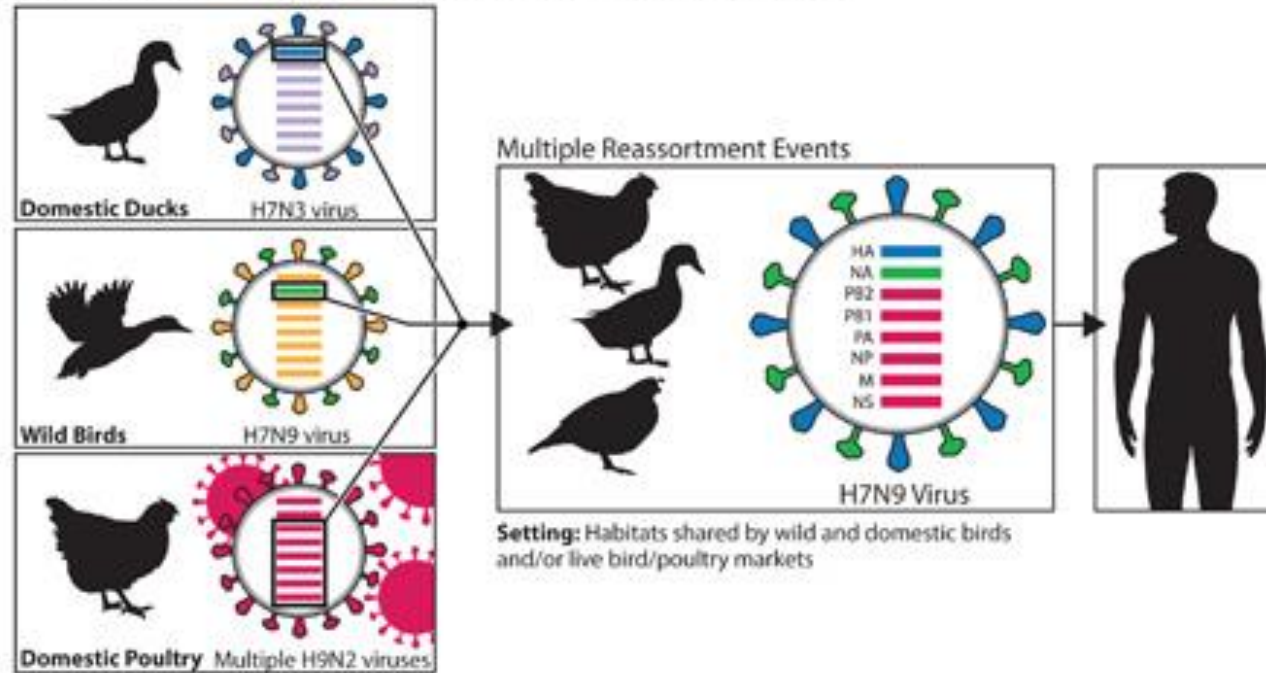 Domestic Ducks
H7N3 virus
Wild Birds
H7N9 virus
Domestic Poultry
Multiple H9N2 viruses
Multiple Reassortment Events
HA
NA
PB2
PB1
PA
NP
M
NS
H7N9 Virus
Setting: Habitats shared by wild and domestic birds
and/or live bird/poultry markets